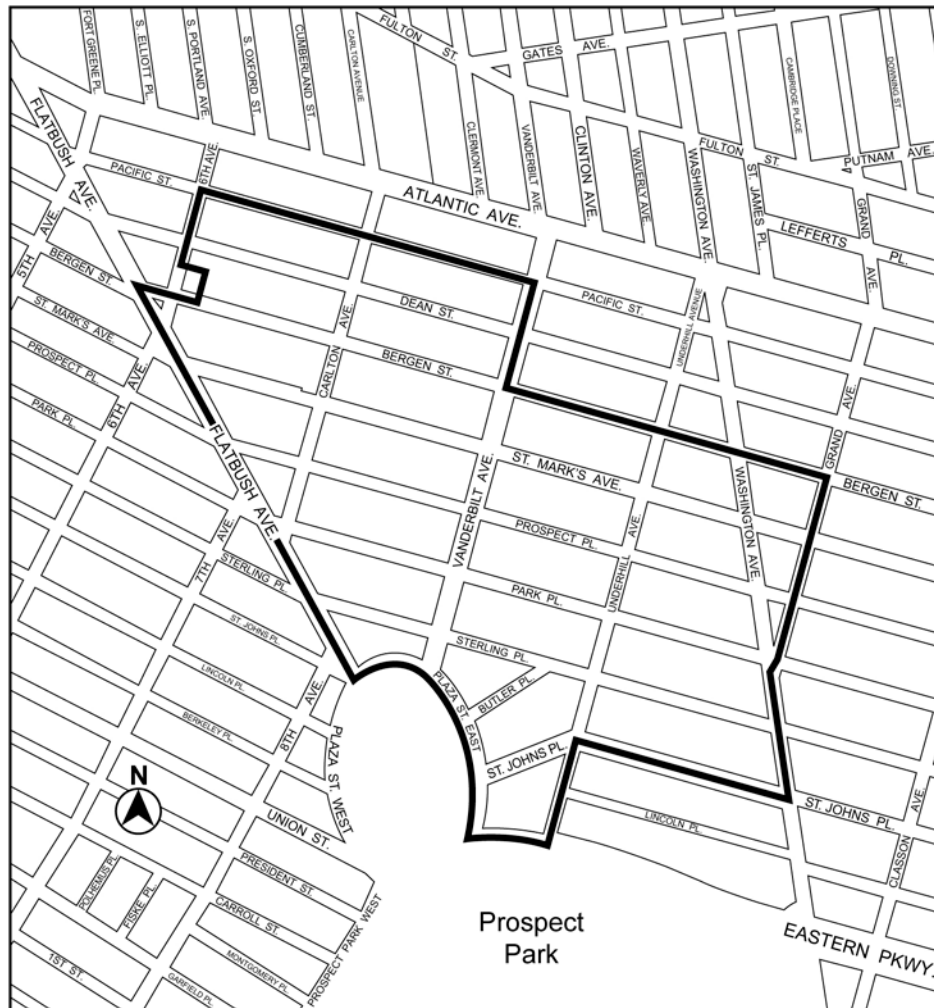 FORT GREENE PL.
S. ELLIOTT PL.
S. PORTLAND AVE.
S. OXFORD ST.
CUMBERLAND ST.
CARLTON AVENUE
FULTON ST.
GATES AVE.
CAMBRIDGE PLACE
DOWNING ST.
FLATBUSH AVE.
PACIFIC ST.
6TH AVE.
CLERMONT AVE.
VANDERBILT AVE.
CLINTON AVE.
WAVERLY AVE.
WASHINGTON AVE.
FULTON ST.
ST. JAMES PL.
PUTNAM AVE.
ATLANTIC AVE.
GRAND AVE.
LEFFERTS PL.
5TH AVE.
BERGEN ST.
ST. MARK'S AVE.
PROSPECT PL.
PARK PL.
6TH AVE.
CARLTON AVE.
DEAN ST.
BERGEN ST.
PACIFIC ST.
UNDERHILL AVENUE
GRAND AVE.
BERGEN ST.
FLATBUSH AVE.
VANDERBILT AVE.
ST. MARK'S AVE.
PROSPECT PL.
UNDERHILL AVE.
WASHINGTON AVE.
PARK PL.
7TH AVE.
STERLING PL.
ST. JOHNS PL.
LINCOLN PL.
BERKELEY PL.
8TH AVE.
PLAZA ST. WEST
STERLING PL.
PLAZA ST. EAST
BUTLER PL.
ST. JOHNS PL.
LINCOLN PL.
ST. JOHNS PL.
CLASSON AVE.
N
UNION ST.
PRESIDENT ST.
CARROLL ST.
MONTGOMERY PL.
GARFIELD PL.
PROSPECT PARK WEST
POLHEMUS PL.
FISKE PL.
1ST ST.
Prospect
Park
EASTERN PKWY.